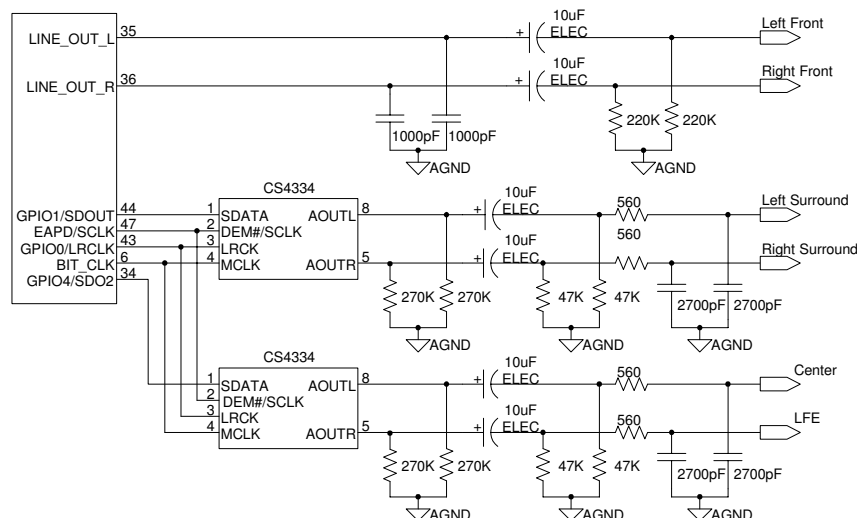 35
LINE_OUT_L
10uF
+
ELEC
Left Front
36
LINE_OUT_R
10uF
+
ELEC
Right Front
1000pF
1000pF
220K
220K
AGND
AGND
CS4334
GPIO1/SDOUT
44
1
SDATA
AOUTL
8
10uF
+
ELEC
560
Left Surround
EAPD/SCLK
47
2
DEM#/SCLK
GPIO0/LRCLK
43
3
LRCK
BIT_CLK
6
4
MCLK
AOUTR
5
10uF
+
ELEC
560
Right Surround
GPIO4/SDO2
34
270K
270K
47K
47K
2700pF
2700pF
AGND
AGND
AGND
CS4334
1
SDATA
AOUTL
8
10uF
+
ELEC
560
Center
2
DEM#/SCLK
3
LRCK
4
MCLK
AOUTR
5
10uF
+
ELEC
560
LFE
270K
270K
47K
47K
2700pF
2700pF
AGND
AGND
AGND